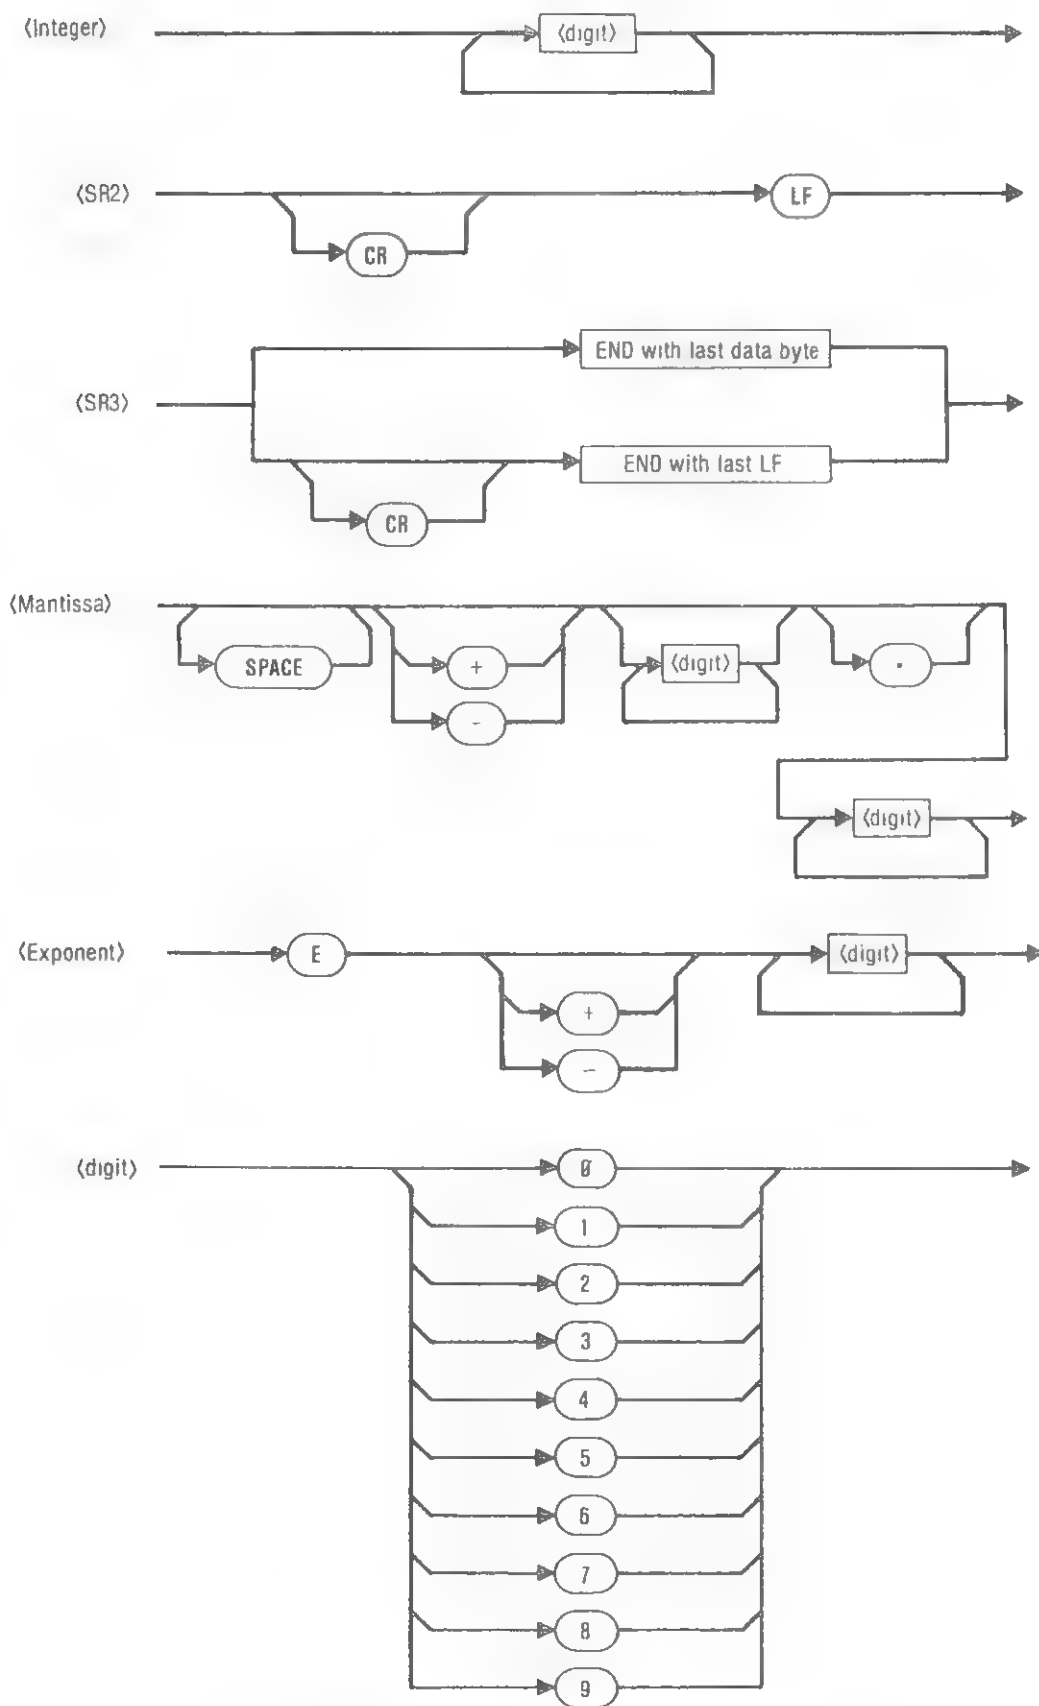 ⟨Integer⟩
⟨digit⟩
⟨SR2⟩
LF
CR
END with last data byte
⟨SR3⟩
END with last LF
CR
⟨Mantissa⟩
SPACE
+
⟨digit⟩
.
-
⟨digit⟩
⟨Exponent⟩
E
⟨digit⟩
+
-
⟨digit⟩
0
1
2
3
4
5
6
7
8
9